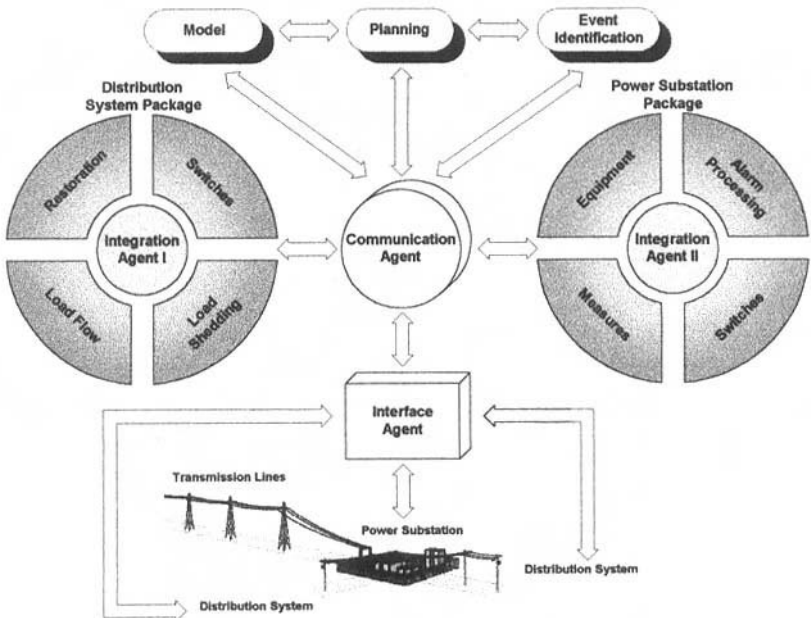 Model
Planning
Event
Identification
Distribution
System Package
Power Substation
Package
Restoration
Switches
Integration
Agent I
Load Flow
Load
Shedding
Communication
Agent
Equipment
Alarm
Processing
Integration
Agent II
Measures
Switches
Interface
Agent
Transmission Lines
Power Substation
Distribution System
Distribution System